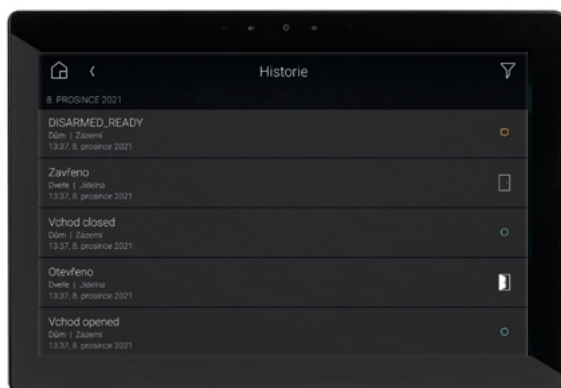 Historie
8. PROSINCE 2021
DISARMED_READY
Dům | Zázemí
13:37, 8. prosince 2021
Zavřeno
Dveře | Jídelna
13:37, 8. prosince 2021
Vchod closed
Dům | Zázemí
13:37, 8. prosince 2021
Otevřeno
Dveře | Jídelna
13:37, 8. prosince 2021
Vchod opened
Dům | Zázemí
13:37, 8. prosince 2021